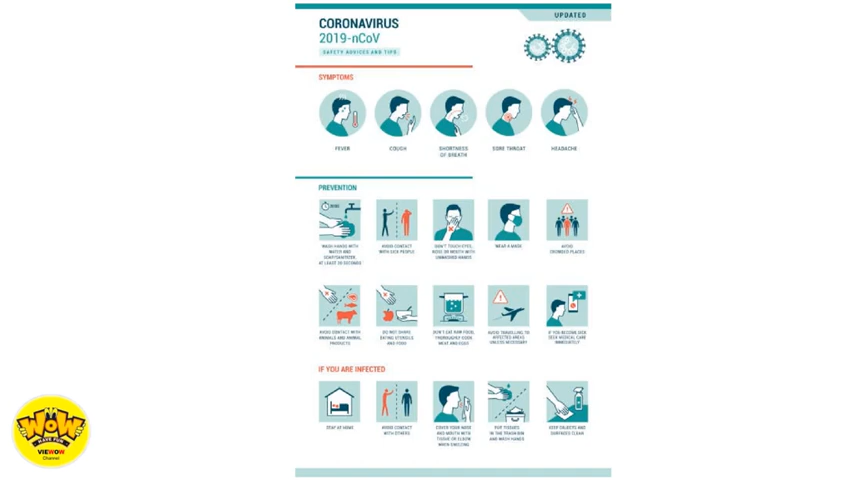 UPDATED
CORONAVIRUS
2019-nCoV
SAFETY ADVICES AND TIPS
SYMPTOMS
FEVER
COUGH
SHORTNESS
OF BREATH
SORE THROAT
HEADACHE
PREVENTION
WASH HANDS WITH
WATER AND
SOAP/SANITIZER,
AT LEAST 20 SECONDS
AVOID CONTACT
WITH SICK PEOPLE
DON'T TOUCH EYES,
NOSE OR MOUTH WITH
UNWASHED HANDS
WEAR A MASK
AVOID
CROWDED PLACES
AVOID CONTACT WITH
ANIMALS AND ANIMAL
PRODUCTS
DO NOT SHARE
EATING UTENSILS
AND FOOD
DON'T EAT RAW FOOD,
THOROUGHLY COOK
MEAT AND EGGS
AVOID TRAVELLING TO
AFFECTED AREAS
UNLESS NECESSARY
IF YOU BECOME SICK
SEEK MEDICAL CARE
IMMEDIATELY
IF YOU ARE INFECTED
STAY AT HOME
AVOID CONTACT
WITH OTHERS
COVER YOUR NOSE
AND MOUTH WITH
TISSUE OR ELBOW
WHEN SNEEZING
PUT TISSUES
IN THE TRASH BIN
AND WASH HANDS
KEEP OBJECTS AND
SURFACES CLEAN
WOW
HAVE FUN
VIEWOW
Channel